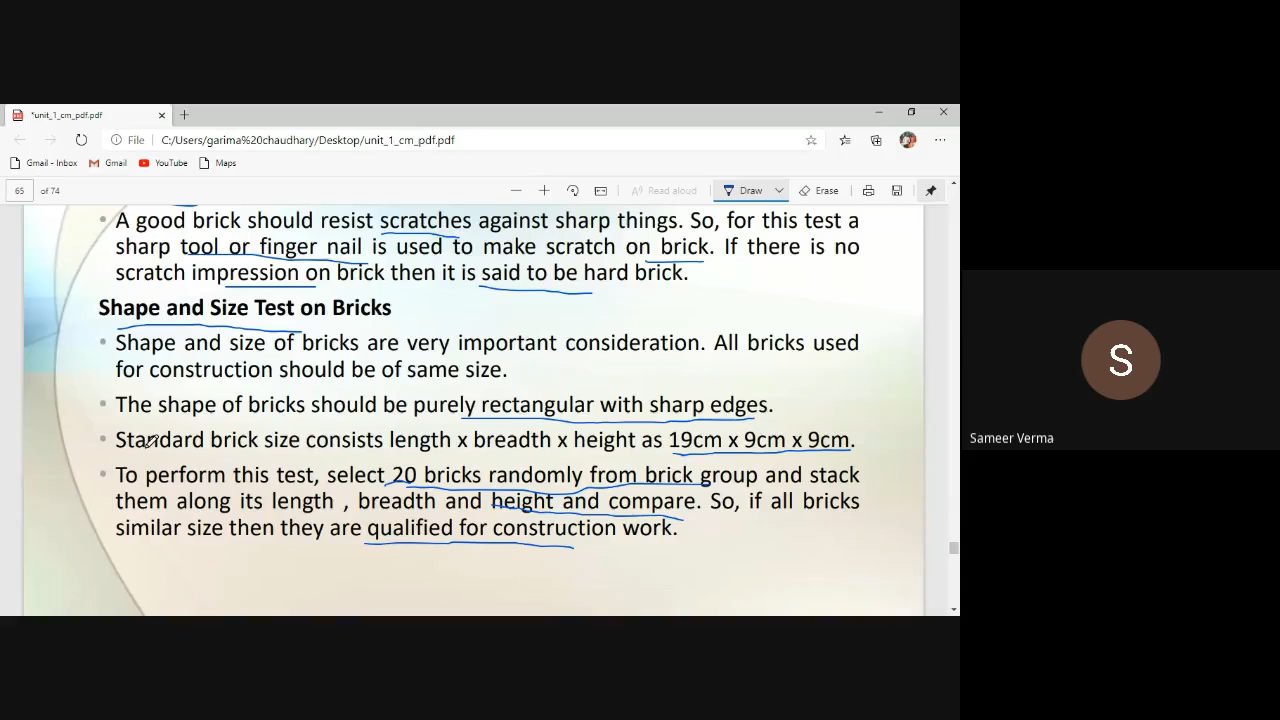 *unit_1_cm_pdf.pdf
File C:/Users/garima%20chaudhary/Desktop/unit_1_cm_pdf.pdf
Gmail - Inbox Gmail YouTube Maps
65 of 74 Read aloud Draw Erase
• A good brick should resist scratches against sharp things. So, for this test a
sharp tool or finger nail is used to make scratch on brick. If there is no
scratch impression on brick then it is said to be hard brick.
Shape and Size Test on Bricks
• Shape and size of bricks are very important consideration. All bricks used
for construction should be of same size.
• The shape of bricks should be purely rectangular with sharp edges.
• Standard brick size consists length x breadth x height as 19cm x 9cm x 9cm.
• To perform this test, select 20 bricks randomly from brick group and stack
them along its length , breadth and height and compare. So, if all bricks
similar size then they are qualified for construction work.
S
Sameer Verma